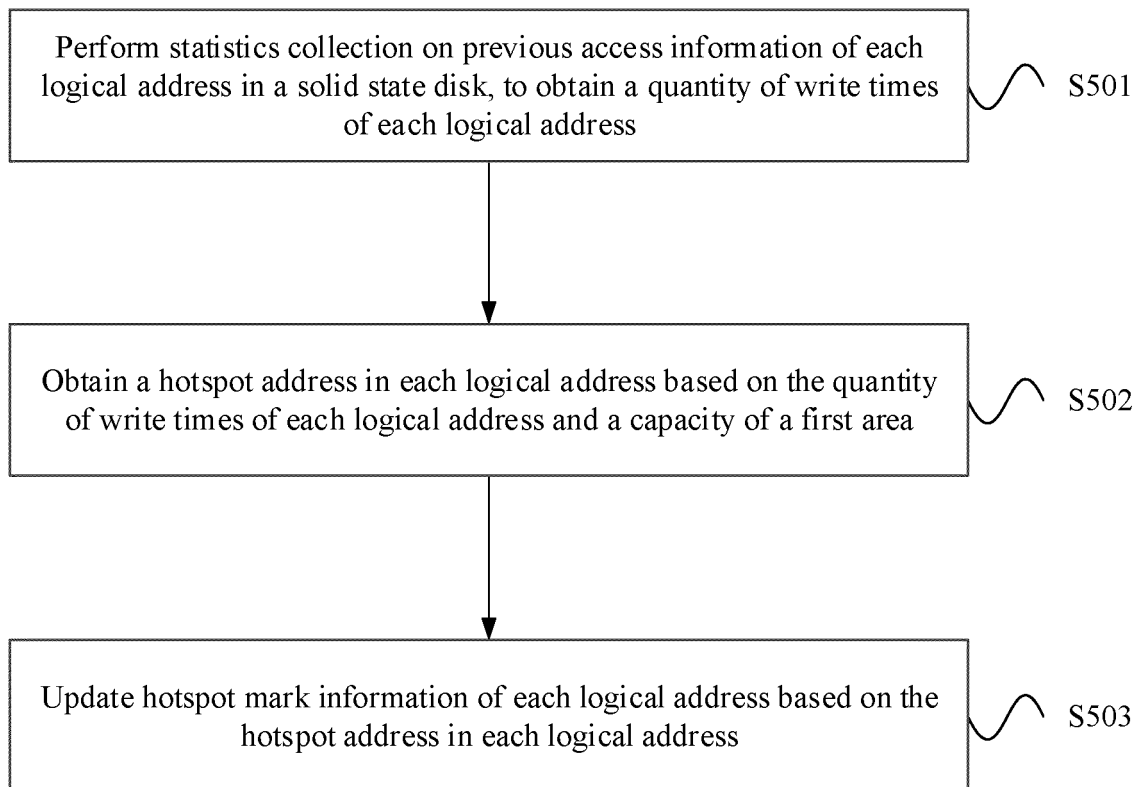 Perform statistics collection on previous access information of each
logical address in a solid state disk, to obtain a quantity of write times
of each logical address
S501
Obtain a hotspot address in each logical address based on the quantity
of write times of each logical address and a capacity of a first area
S502
Update hotspot mark information of each logical address based on the
hotspot address in each logical address
S503